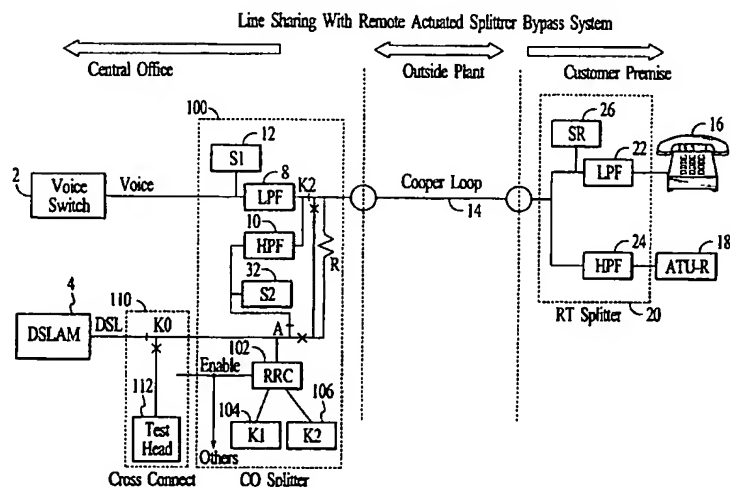 Line Sharing With Remote Actuated Splittrer Bypass System
Central Office
Outside Plant
Customer Premise
100
12
S1
26
SR
16
2
Voice Switch
Voice
8
LPF
K2
Cooper Loop
14
22
LPF
10
HPF
R
32
S2
24
HPF
18
ATU-R
4
DSLAM
DSL
110
K0
A
RT Splitter
20
102
RRC
Enable
112
Test Head
104
K1
106
K2
Others
Cross Connect
CO Splitter